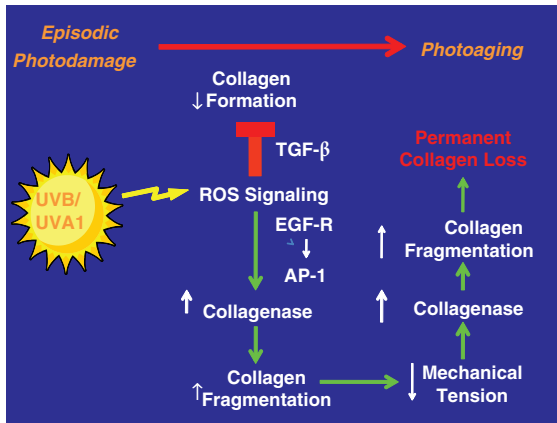 Episodic
Photodamage
Photoaging
Collagen
↓Formation
TGF-β
UVB/
UVA1
ROS Signaling
EGF-R
AP-1
↑ Collagenase
Collagen
↑Fragmentation
Mechanical
↓ Tension
↑ Collagenase
Collagen
↑ Fragmentation
Permanent
Collagen Loss